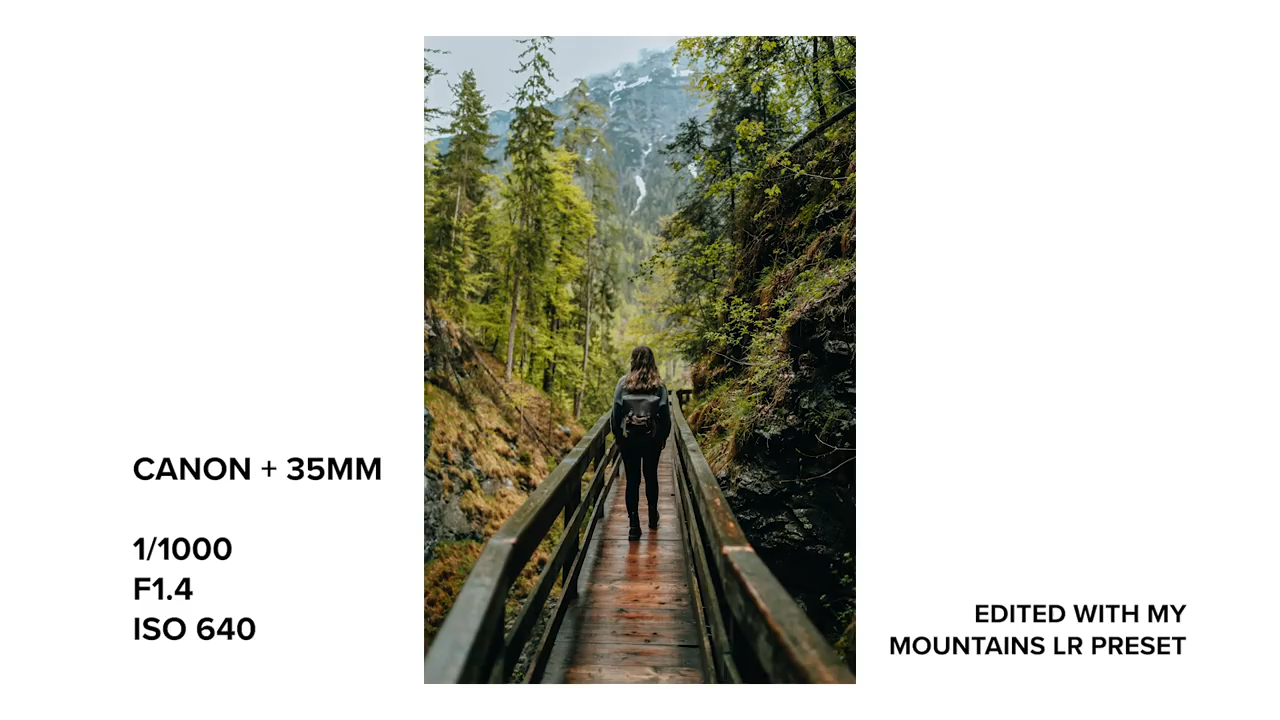 CANON + 35MM
1/1000
F1.4
ISO 640
EDITED WITH MY
MOUNTAINS LR PRESET